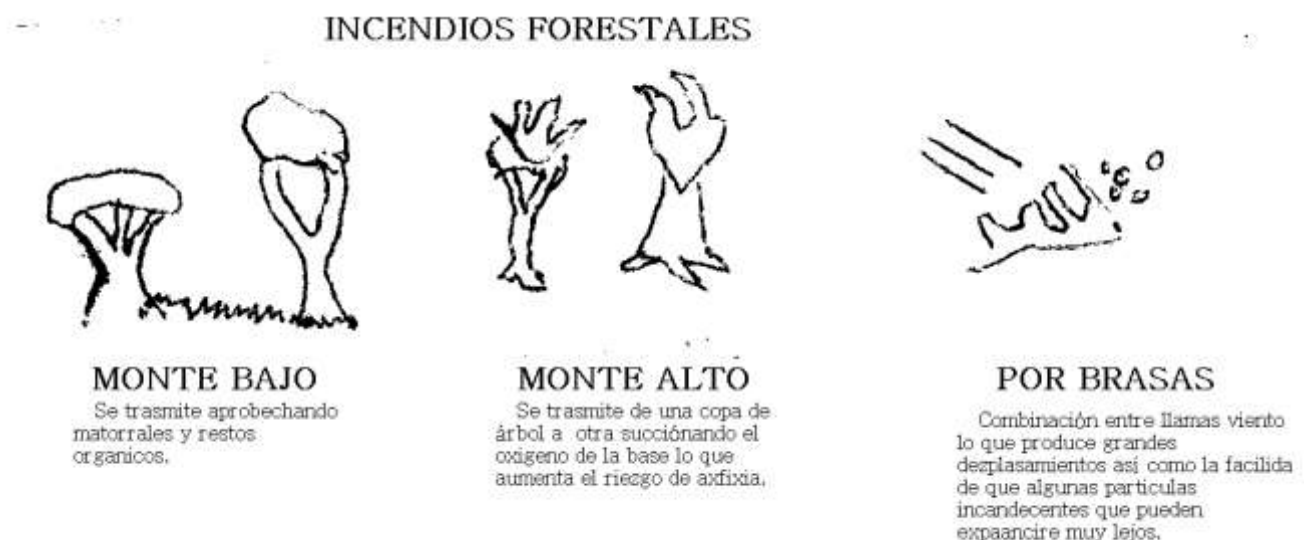 INCENDIOS FORESTALES
MONTE BAJO
Se trasmite aprobechando
matorrales y restos
organicos.
MONTE ALTO
Se trasmite de una copa de
árbol a otra succiónando el
oxigeno de la base lo que
aumenta el riezgo de axfixia.
POR BRASAS
Combinación entre llamas viento
lo que produce grandes
dezplasamientos así como la facilida
de que algunas particulas
incandecentes que pueden
expaancire muy lejos.